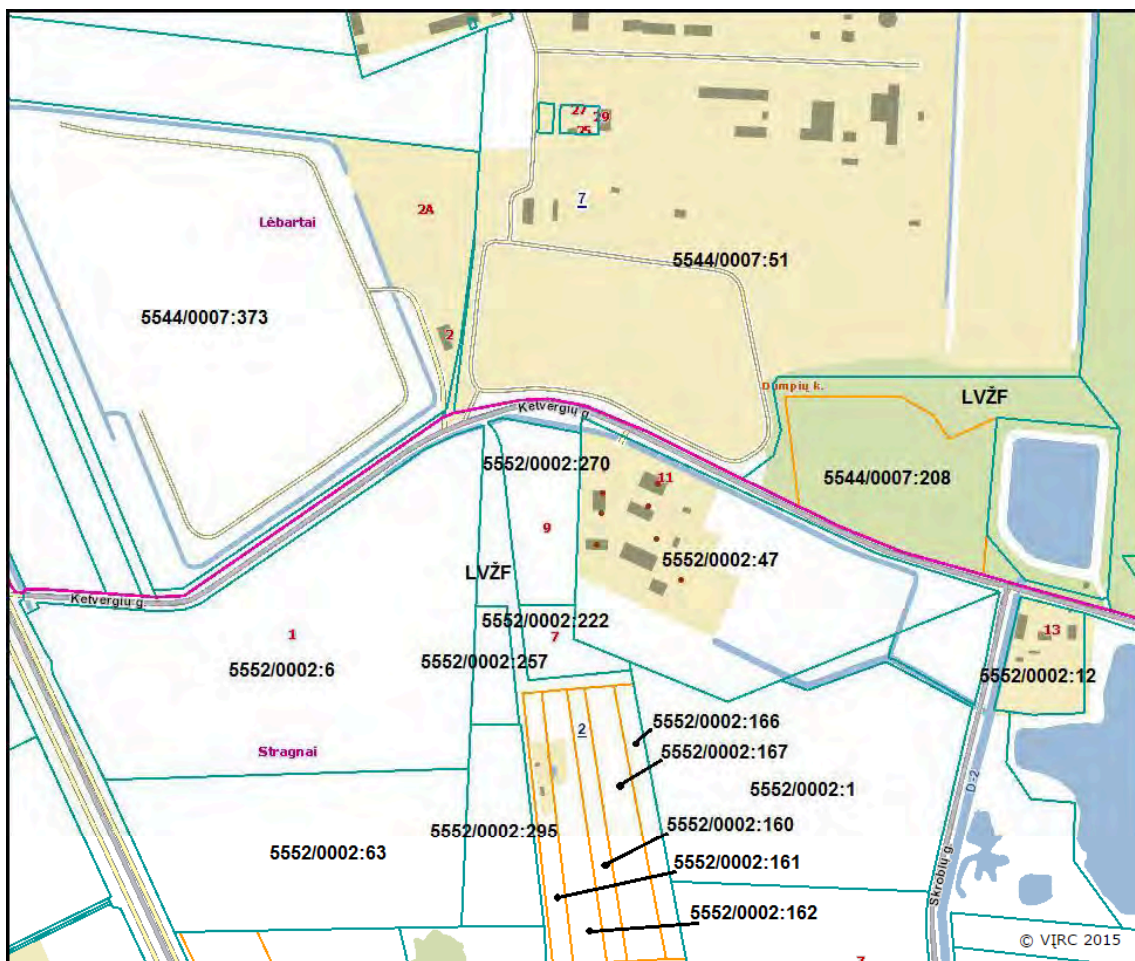 27
29
25
2A
7
Lėbartai
5544/0007:51
5544/0007:373
2
Dumpių k.
LVŽF
Ketvergių g.
5552/0002:270
11
5544/0007:208
9
5552/0002:47
LVŽF
Ketvergių g.
5552/0002:222
1
7
13
5552/0002:257
5552/0002:6
5552/0002:12
5552/0002:166
2
Stragnai
5552/0002:167
D-2
5552/0002:1
5552/0002:160
5552/0002:295
5552/0002:63
5552/0002:161
Skrobių g.
5552/0002:162
© VĮRC 2015
7